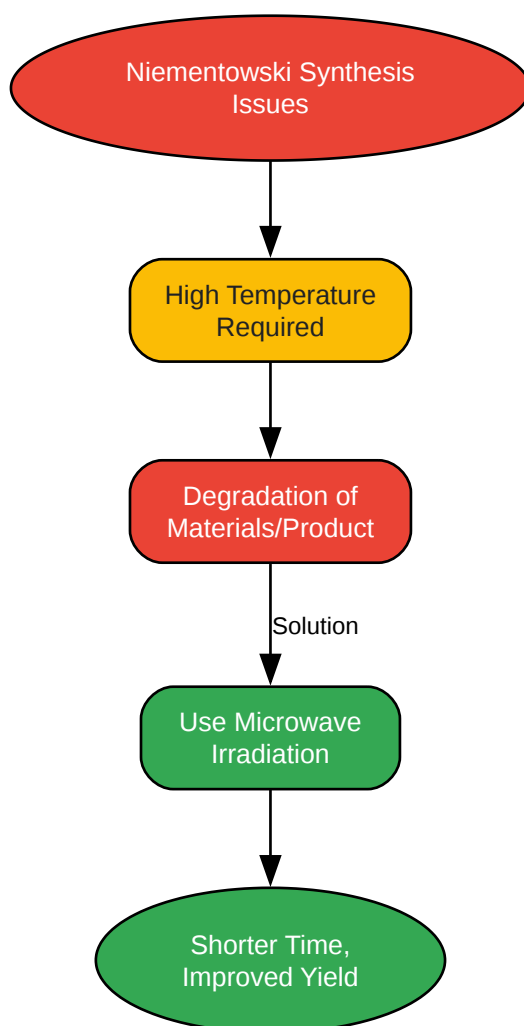 Niementowski Synthesis
Issues
High Temperature
Required
Degradation of
Materials/Product
Solution
Use Microwave
Irradiation
Shorter Time,
Improved Yield